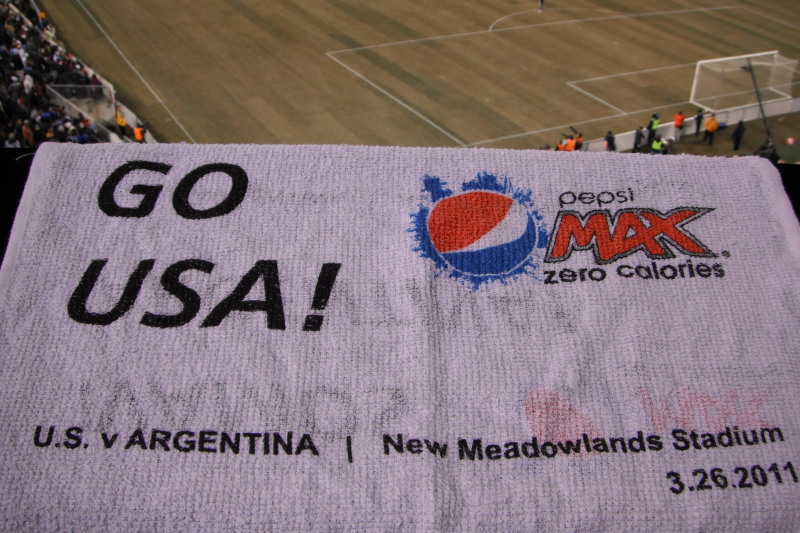 GO
USA!
pepsi
MAX
zero calories
U.S. v ARGENTINA | New Meadowlands Stadium
3.26.2011